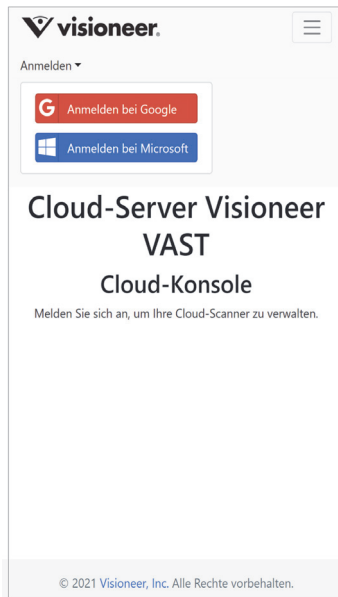 visioneer.
Anmelden
Anmelden bei Google
Anmelden bei Microsoft
Cloud-Server Visioneer
VAST
Cloud-Konsole
Melden Sie sich an, um Ihre Cloud-Scanner zu verwalten.
© 2021 Visioneer, Inc. Alle Rechte vorbehalten.